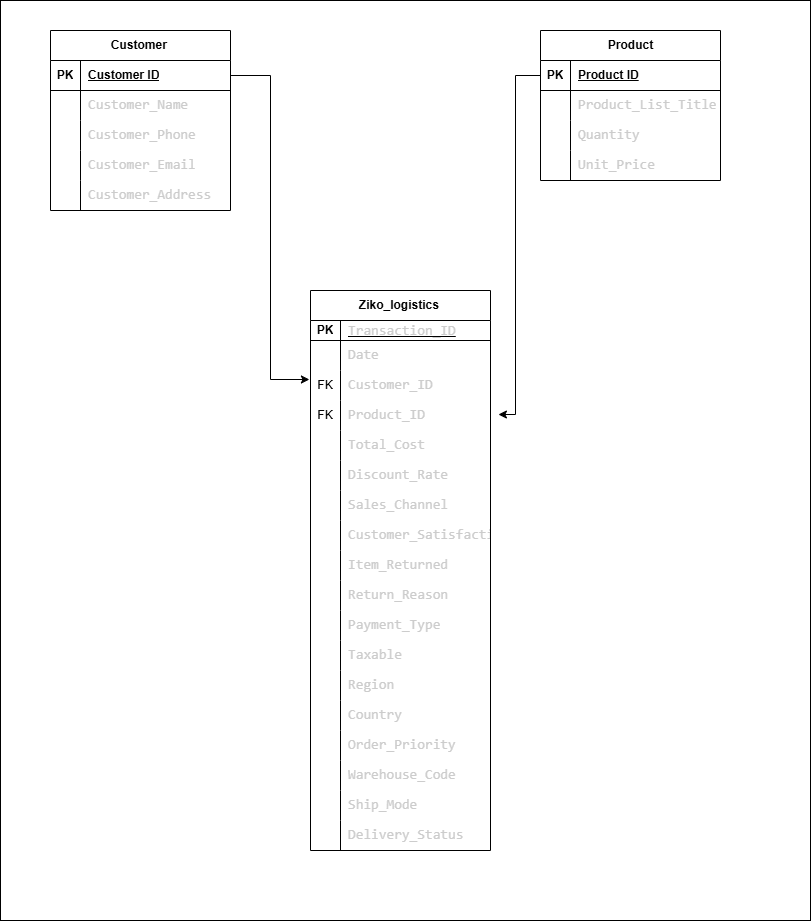 Customer
PK Customer ID
Customer_Name
Customer_Phone
Customer_Email
Customer_Address
Product
PK Product ID
Product_List_Title
Quantity
Unit_Price
Ziko_logistics
PK Transaction_ID
Date
FK Customer_ID
FK Product_ID
Total_Cost
Discount_Rate
Sales_Channel
Customer_Satisfacti
Item_Returned
Return_Reason
Payment_Type
Taxable
Region
Country
Order_Priority
Warehouse_Code
Ship_Mode
Delivery_Status